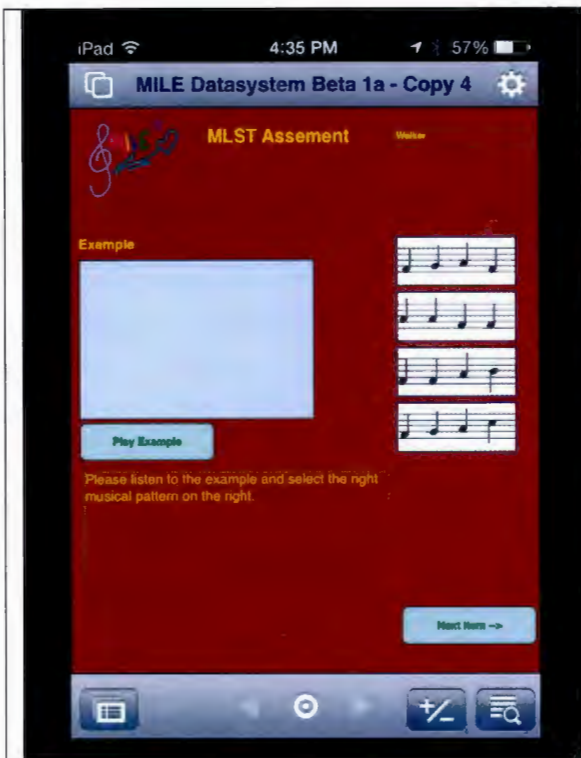 iPad 4:35 PM 57%
MILE Datasystem Beta 1a - Copy 4
MLST Assement
Example
Play Example
Please listen to the example and select the right
musical pattern on the right.
Next Item -->